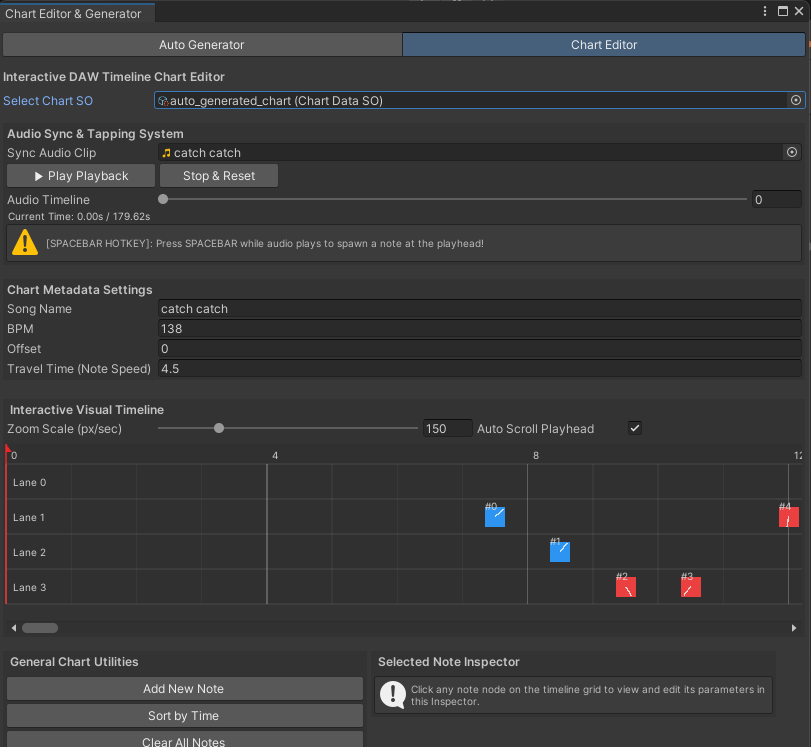 Chart Editor & Generator
Auto Generator
Chart Editor
Interactive DAW Timeline Chart Editor
Select Chart SO
auto_generated_chart (Chart Data SO)
Audio Sync & Tapping System
Sync Audio Clip
catch catch
Play Playback
Stop & Reset
Audio Timeline
0
Current Time: 0.00s / 179.62s
[SPACEBAR HOTKEY]: Press SPACEBAR while audio plays to spawn a note at the playhead!
Chart Metadata Settings
Song Name
catch catch
BPM
138
Offset
0
Travel Time (Note Speed)
4.5
Interactive Visual Timeline
Zoom Scale (px/sec)
150
Auto Scroll Playhead
0
4
8
12
Lane 0
Lane 1
#0
#4
Lane 2
#1
Lane 3
#2
#3
General Chart Utilities
Add New Note
Sort by Time
Clear All Notes
Selected Note Inspector
Click any note node on the timeline grid to view and edit its parameters in
this Inspector.